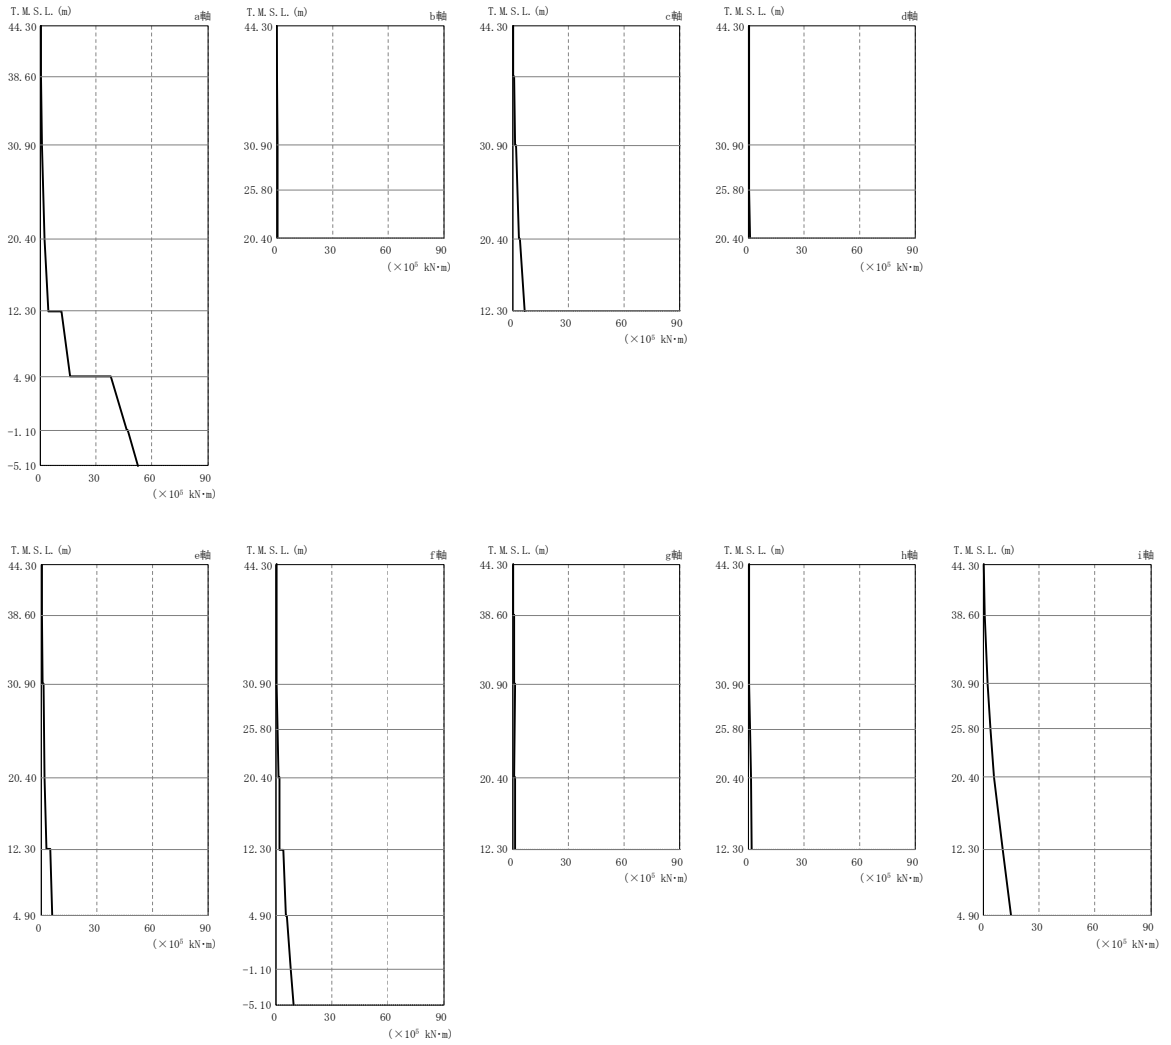 T.M.S.L.(m) a軸
44.30
38.60
30.90
20.40
12.30
4.90
-1.10
-5.10
0 30 60 90
(×10⁵ kN・m)
T.M.S.L.(m) b軸
44.30
30.90
25.80
20.40
0 30 60 90
(×10⁵ kN・m)
T.M.S.L.(m) c軸
44.30
30.90
20.40
12.30
0 30 60 90
(×10⁵ kN・m)
T.M.S.L.(m) d軸
44.30
30.90
25.80
20.40
0 30 60 90
(×10⁵ kN・m)
T.M.S.L.(m) e軸
44.30
38.60
30.90
20.40
12.30
4.90
0 30 60 90
(×10⁵ kN・m)
T.M.S.L.(m) f軸
44.30
30.90
25.80
20.40
12.30
4.90
-1.10
-5.10
0 30 60 90
(×10⁵ kN・m)
T.M.S.L.(m) g軸
44.30
38.60
30.90
20.40
12.30
0 30 60 90
(×10⁵ kN・m)
T.M.S.L.(m) h軸
44.30
30.90
25.80
20.40
12.30
0 30 60 90
(×10⁵ kN・m)
T.M.S.L.(m) i軸
44.30
38.60
30.90
25.80
20.40
12.30
4.90
0 30 60 90
(×10⁵ kN・m)